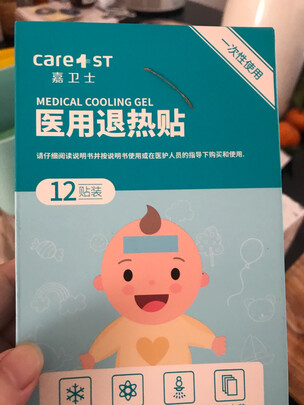 care1ST
嘉卫士
一次性使用
MEDICAL COOLING GEL
医用退热贴
请仔细阅读说明书并按说明书使用或在医护人员的指导下购买和使用.
12贴装